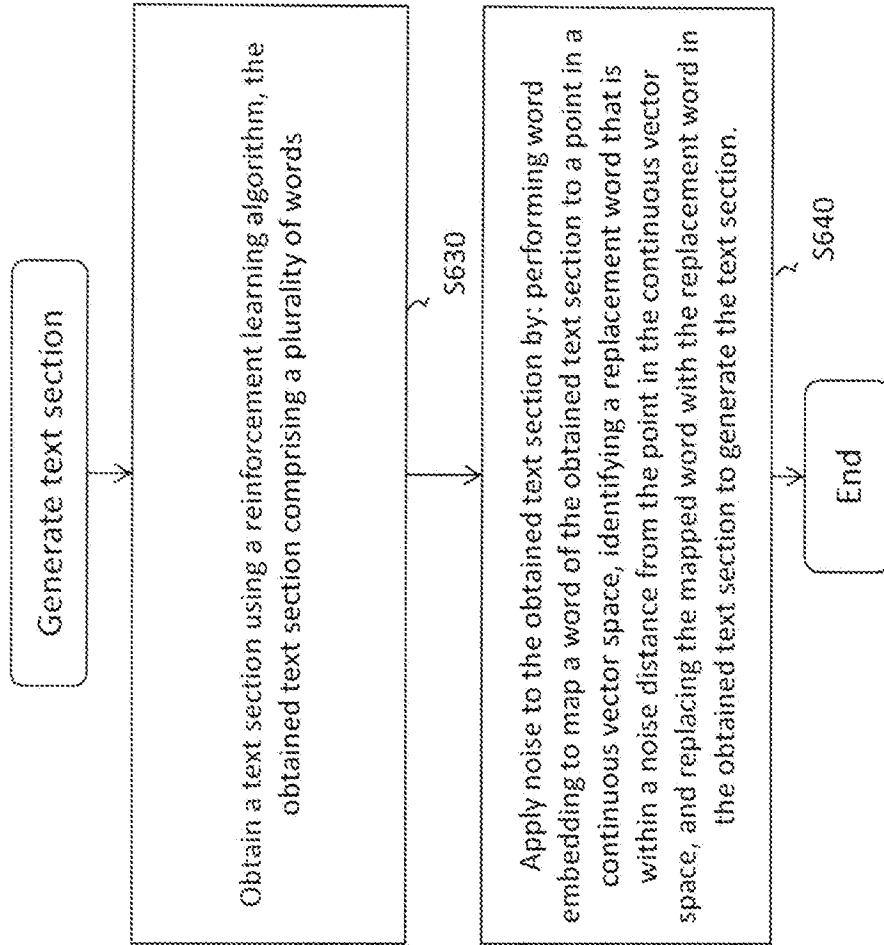 Generate text section
Obtain a text section using a reinforcement learning algorithm, the
obtained text section comprising a plurality of words
S630
Apply noise to the obtained text section by: performing word
embedding to map a word of the obtained text section to a point in a
continuous vector space, identifying a replacement word that is
within a noise distance from the point in the continuous vector
space, and replacing the mapped word with the replacement word in
the obtained text section to generate the text section.
S640
End